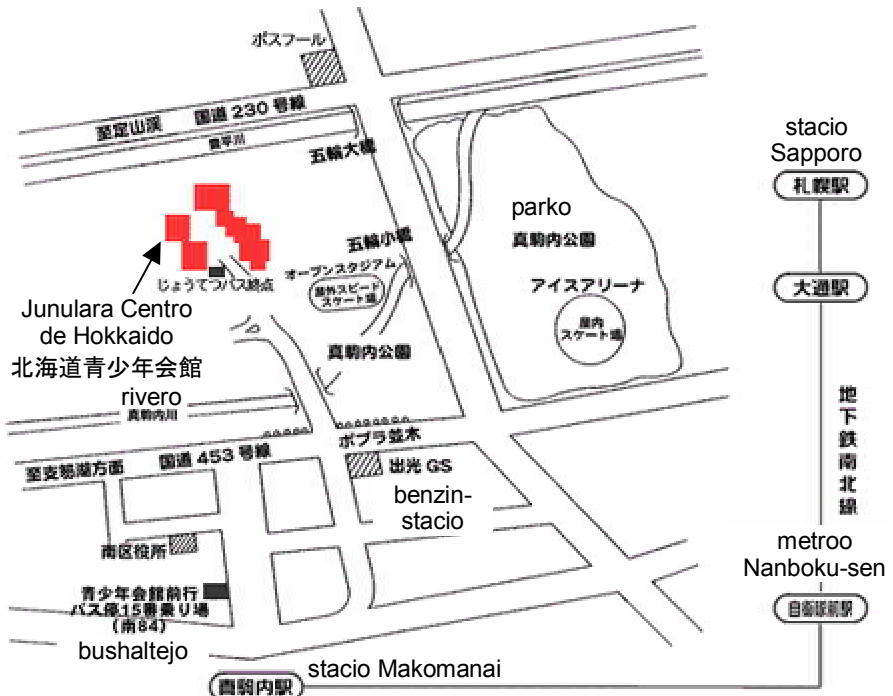 ポスフール
至定山渓 国道230号線
豊平川
五輪大橋
stacio
Sapporo
札幌駅
parko
真駒内公園
五輪小橋
オープンスタジアム
屋外スピード
スケート場
アイスアリーナ
屋内
スケート場
大通駅
じょうてつバス終点
Junulara Centro
de Hokkaido
北海道青少年会館
真駒内公園
rivero
真駒内川
地下鉄南北線
ポプラ並木
国道453号線
至支笏湖方面
出光GS
benzin-
stacio
南区役所
metroo
Nanboku-sen
自衛隊前駅
青少年会館前行
バス停15番乗り場
(南84)
bushaltejo
stacio Makomanai
真駒内駅